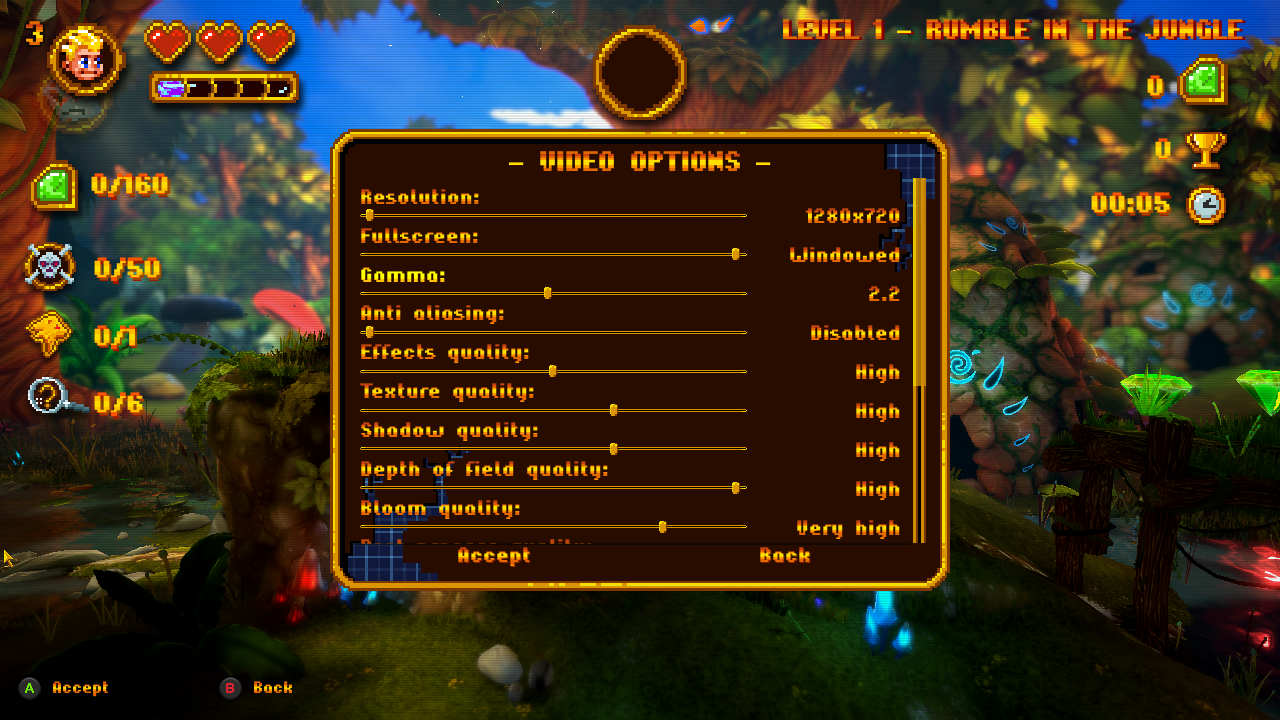 3
LEVEL 1 – RUMBLE IN THE JUNGLE
0
0/160
0
00:05
0/50
0/1
0/6
– VIDEO OPTIONS –
Resolution:
1280x720
Fullscreen:
Windowed
Gamma:
2.2
Anti aliasing:
Disabled
Effects quality:
High
Texture quality:
High
Shadow quality:
High
Depth of field quality:
High
Bloom quality:
Very high
Accept
Back
A Accept
B Back